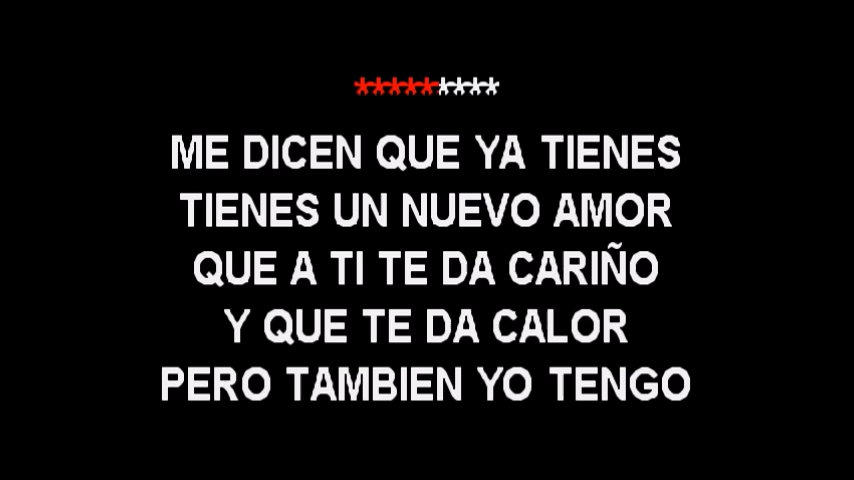 *********
ME DICEN QUE YA TIENES
TIENES UN NUEVO AMOR
QUE A TI TE DA CARIÑO
Y QUE TE DA CALOR
PERO TAMBIEN YO TENGO